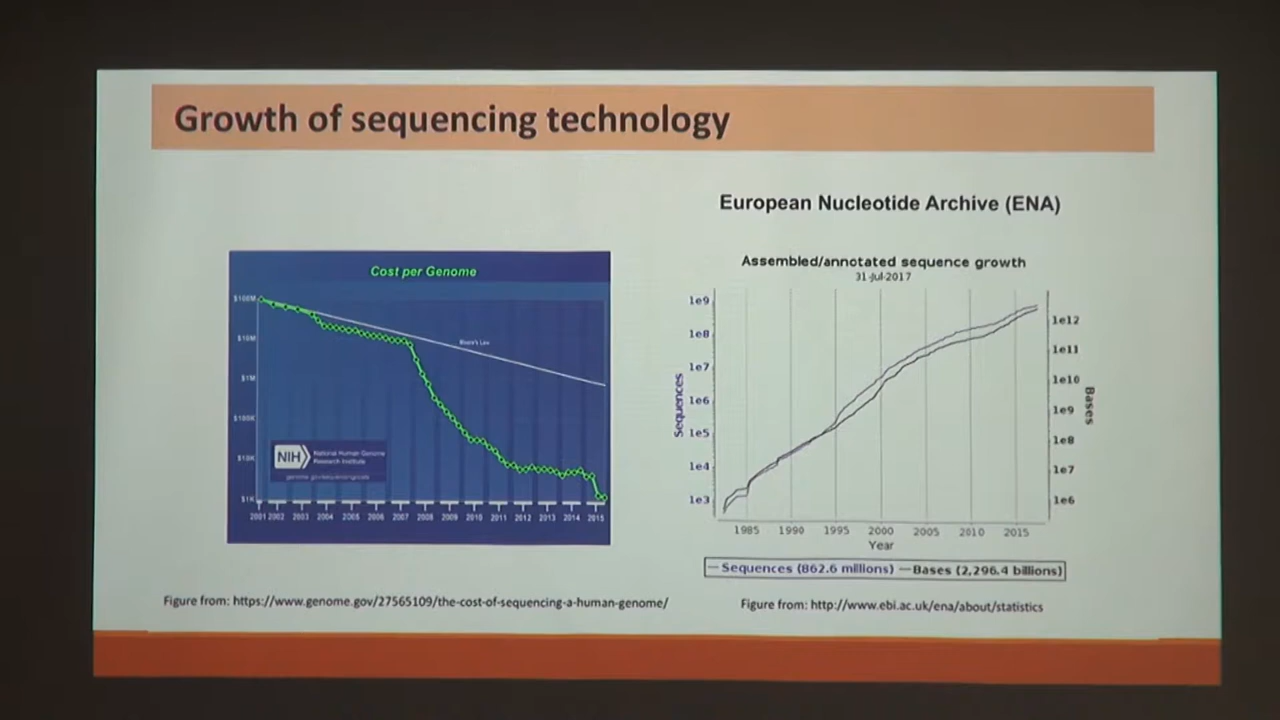 Growth of sequencing technology
European Nucleotide Archive (ENA)
Cost per Genome
$100M
$10M
$1M
$100K
$10K
$1K
Moore's Law
NIH
National Human Genome
Research Institute
genome.gov/sequencingcosts
2001 2002 2003 2004 2005 2006 2007 2008 2009 2010 2011 2012 2013 2014 2015
Figure from: https://www.genome.gov/27565109/the-cost-of-sequencing-a-human-genome/
Assembled/annotated sequence growth
31-Jul-2017
Sequences
1e9
1e8
1e7
1e6
1e5
1e4
1e3
1e12
1e11
1e10
1e9
1e8
1e7
1e6
Bases
1985 1990 1995 2000 2005 2010 2015
Year
Sequences (862.6 millions) Bases (2,296.4 billions)
Figure from: http://www.ebi.ac.uk/ena/about/statistics